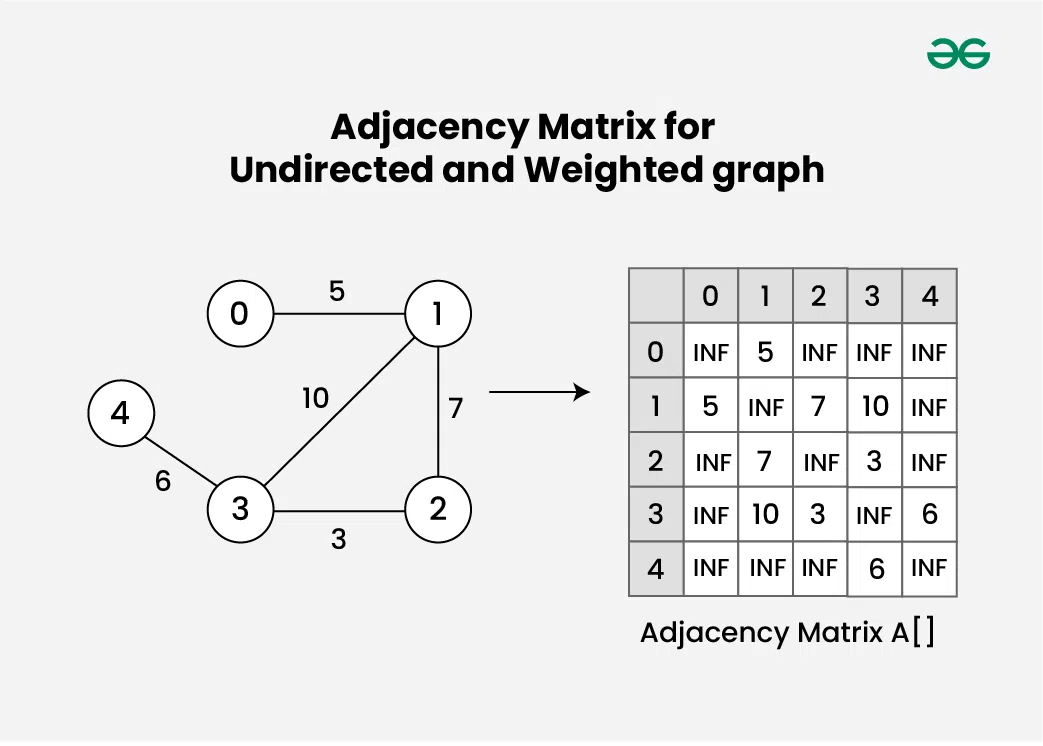 Adjacency Matrix for
Undirected and Weighted graph
0 5 1
10
7
4
6
3
2
3
0 1 2 3 4
0 INF 5 INF INF INF
1 5 INF 7 10 INF
2 INF 7 INF 3 INF
3 INF 10 3 INF 6
4 INF INF INF 6 INF
Adjacency Matrix A[]